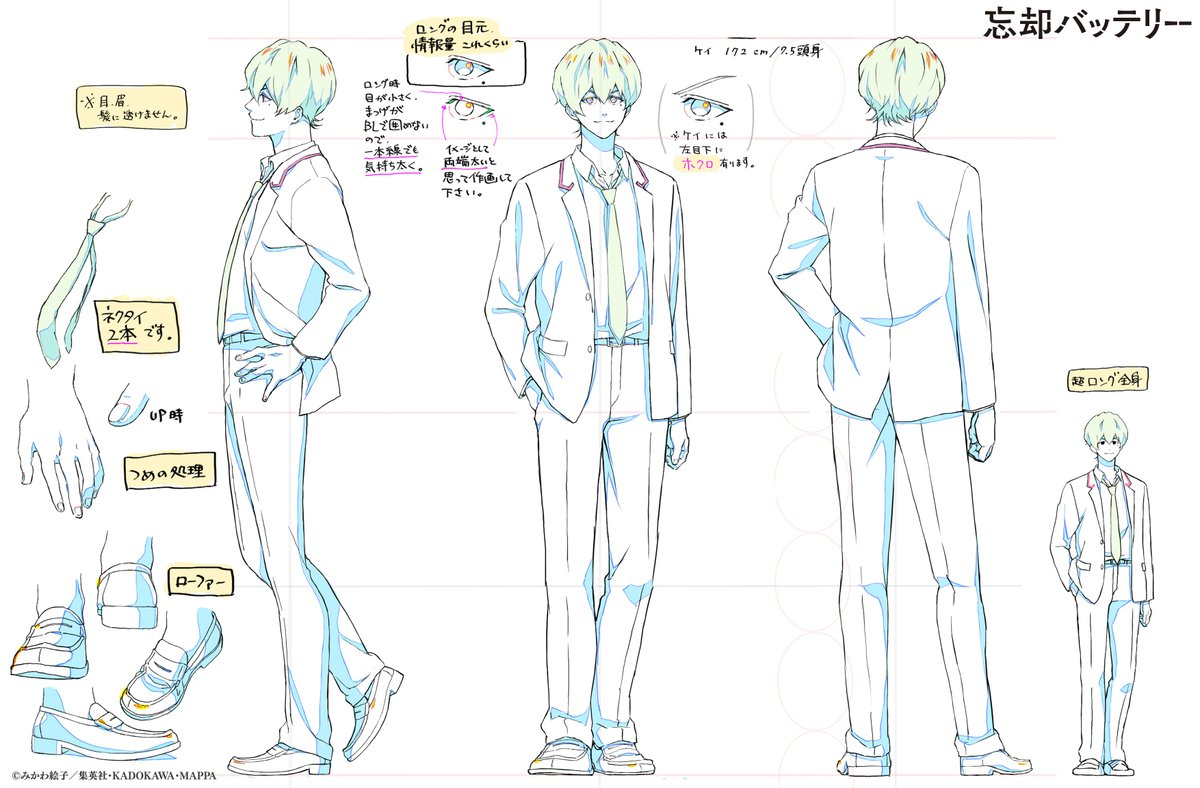 忘却バッテリー
ロングの目元.
情報量 これくらい
ケイ 172cm/7.5頭身
※目.眉.
髪に透けません。
ロング時
目が小さく.
まつげが
BLで囲めない
ので.
一本線でも
気持ち太く。
イメージとして
両端太いと
思って作画して
下さい。
※ケイには
左目下に
ホクロ有ります。
ネクタイ
2本です。
UP時
つめの処理
ローファー
超ロング全身
©みかわ絵子／集英社・KADOKAWA・MAPPA